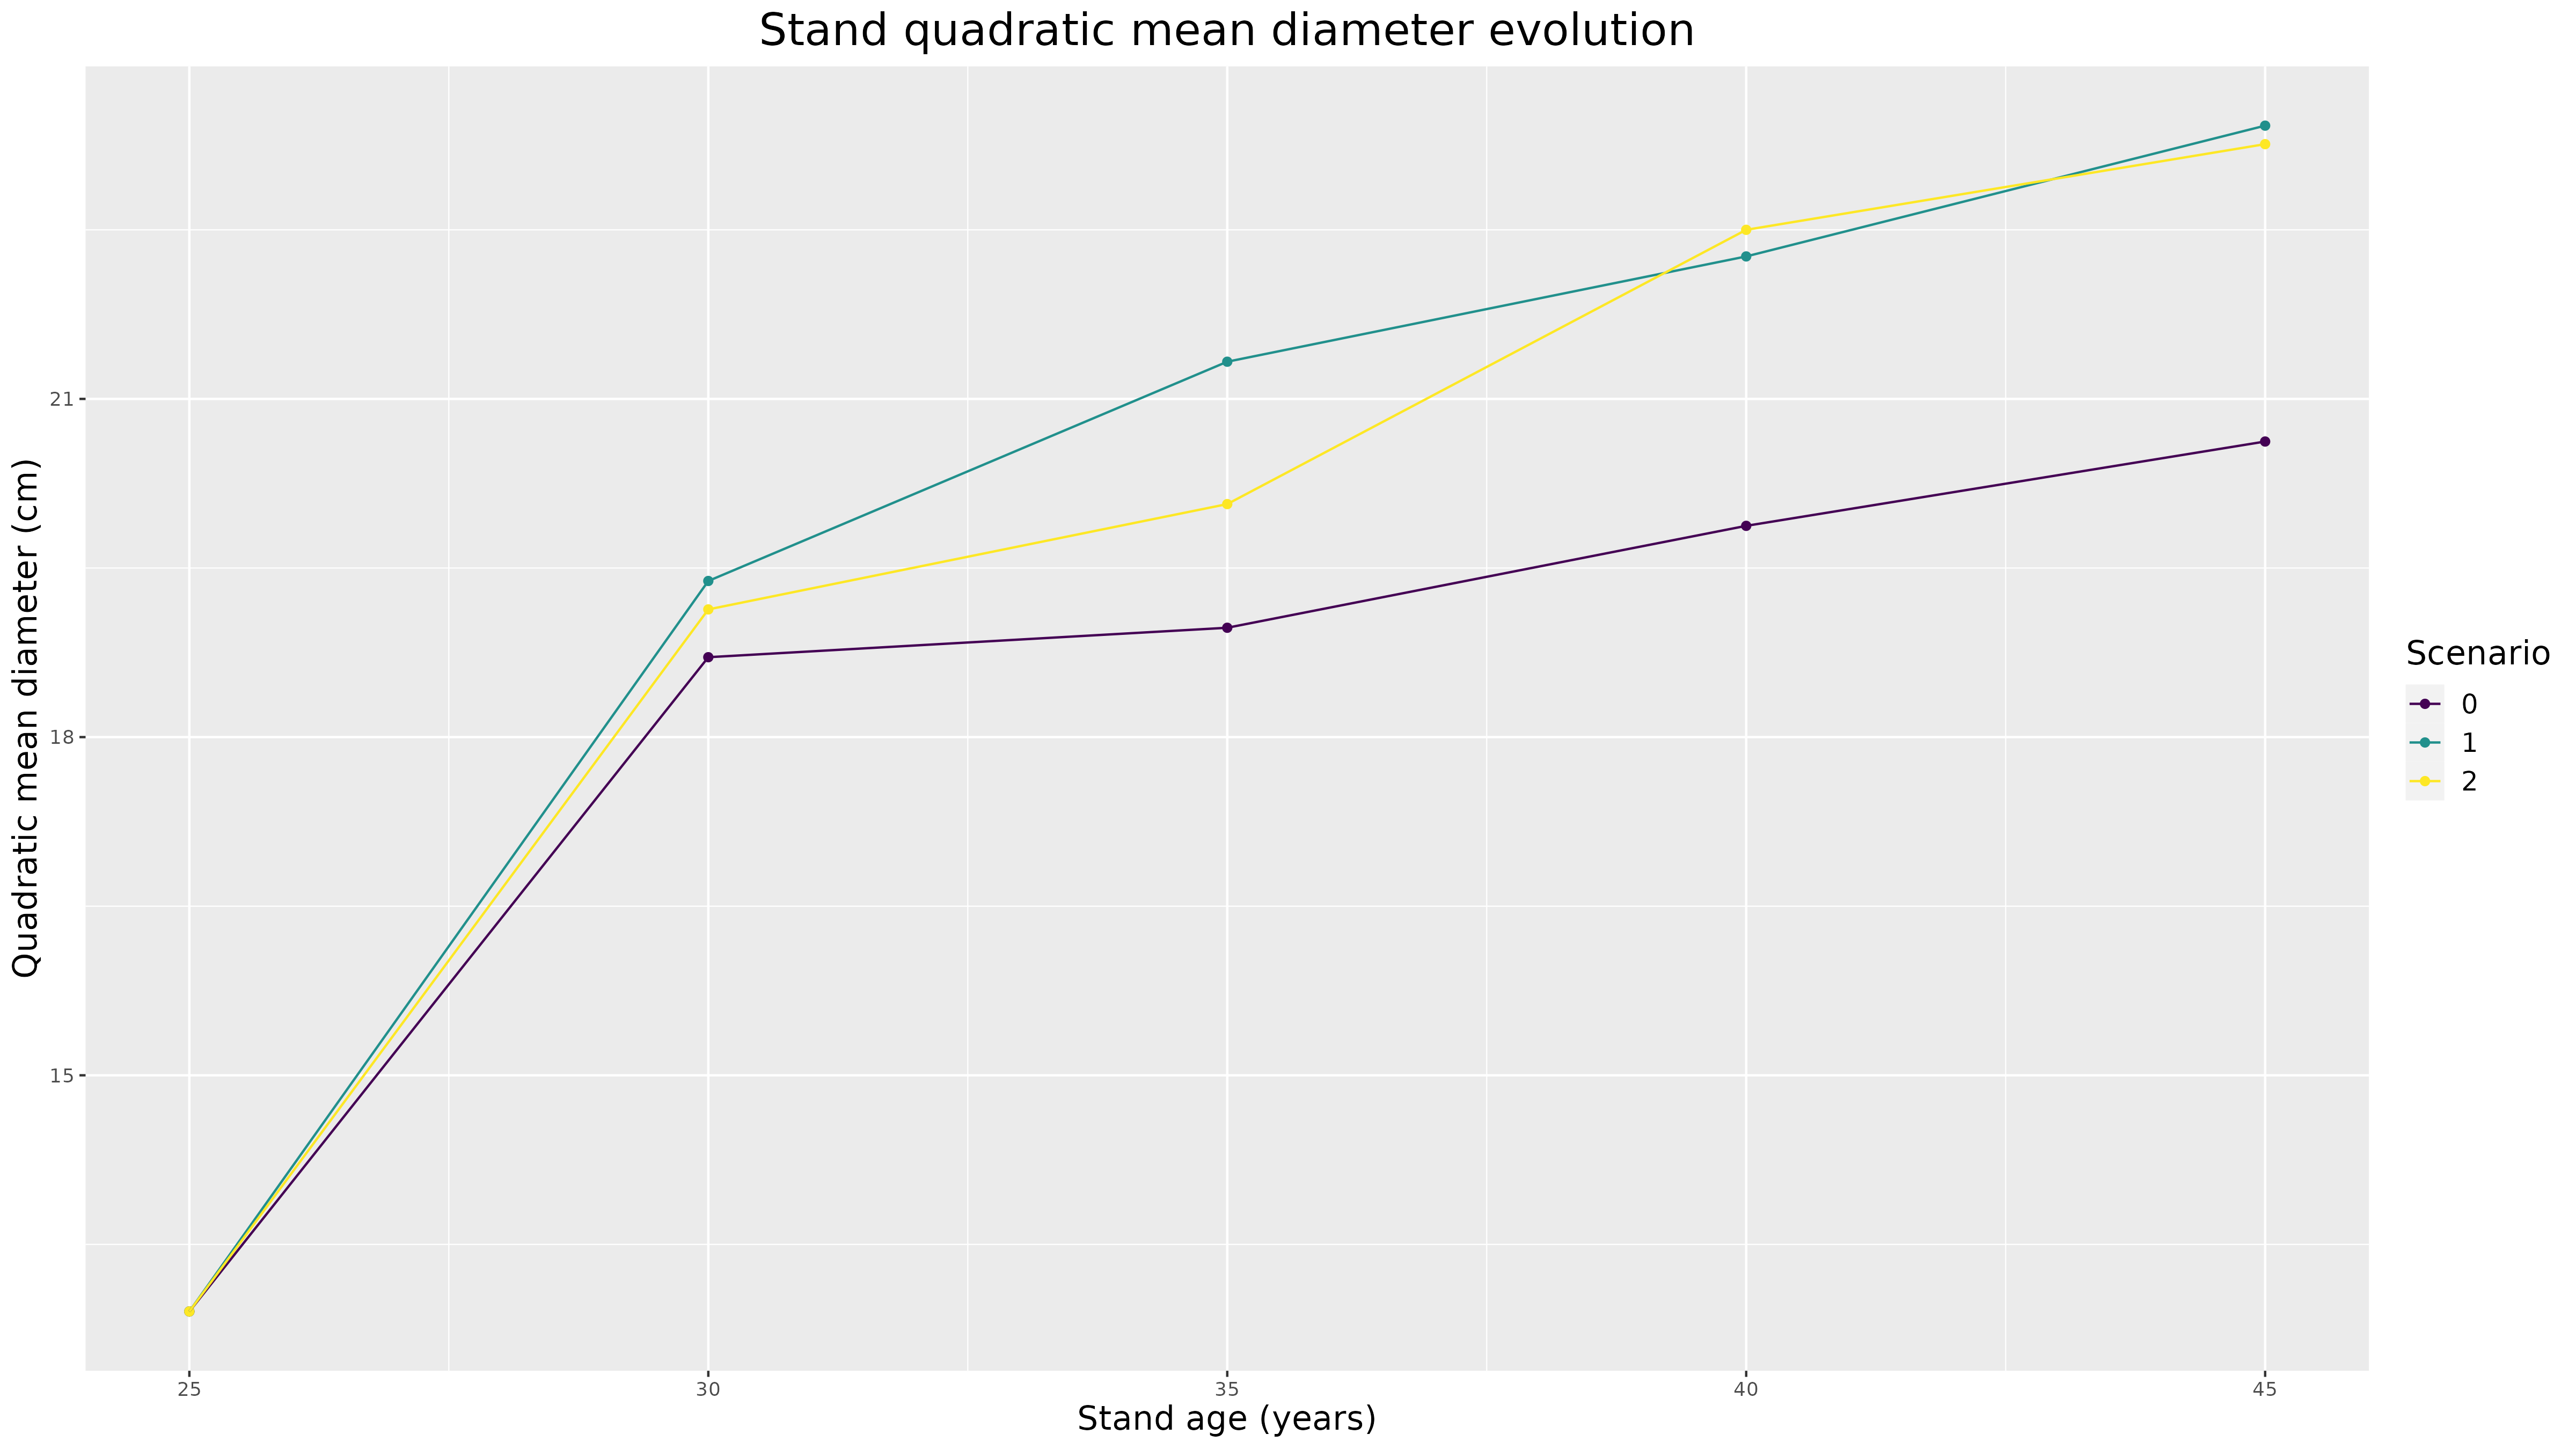 Stand quadratic mean diameter evolution
Quadratic mean diameter (cm)
21
18
15
25
30
35
40
45
Stand age (years)
Scenario
0
1
2